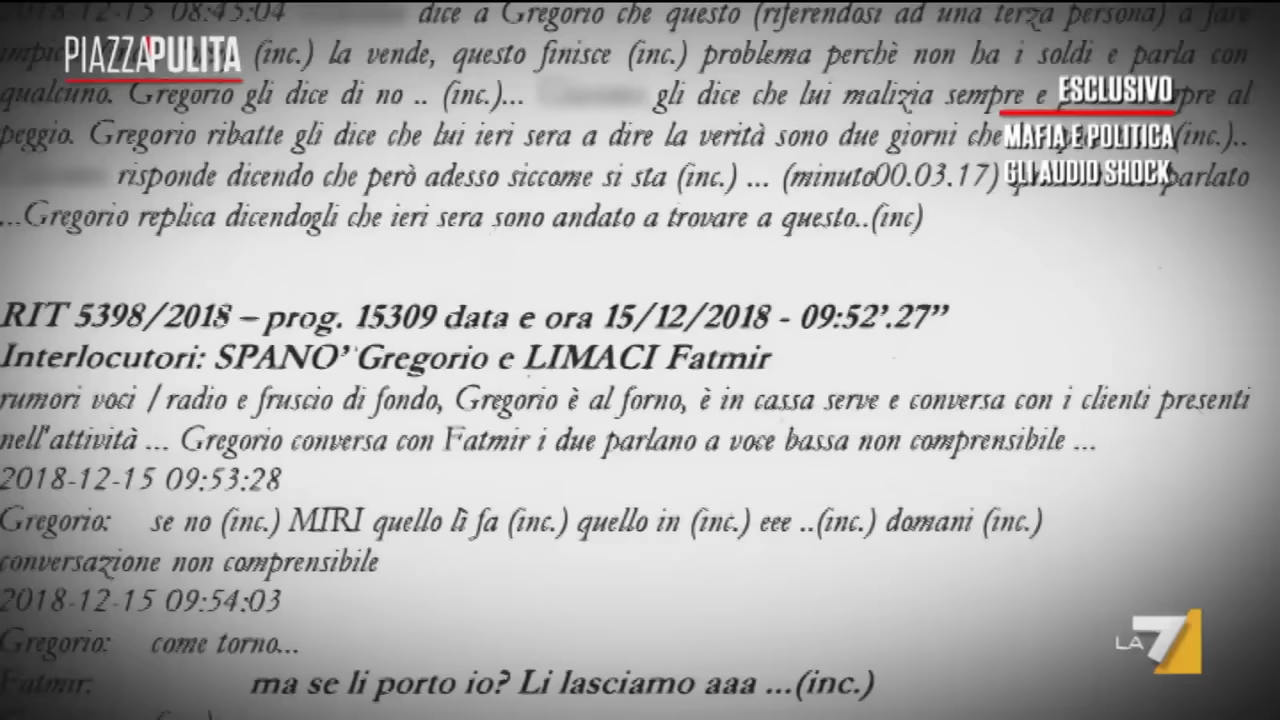 2018-12-15 08:45:04 dice a Gregorio che questo (riferendosi ad una terza persona) a fare
PIAZZAPULITA
(inc.) la vende, questo finisce (inc.) problema perchè non ha i soldi e parla con
ESCLUSIVO
qualcuno. Gregorio gli dice di no .. (inc.)... gli dice che lui malizia sempre e al
MAFIA E POLITICA
peggio. Gregorio ribatte gli dice che lui ieri sera a dire la verità sono due giorni che (inc.)..
GLI AUDIO SHOCK
risponde dicendo che però adesso siccome si sta (inc.) ... (minuto00.03.17) parlato
...Gregorio replica dicendogli che ieri sera sono andato a trovare a questo..(inc)
RIT 5398/2018 – prog. 15309 data e ora 15/12/2018 - 09:52'.27”
Interlocutori: SPANO' Gregorio e LIMACI Fatmir
rumori voci / radio e fruscio di fondo, Gregorio è al forno, è in cassa serve e conversa con i clienti presenti
nell'attività ... Gregorio conversa con Fatmir i due parlano a voce bassa non comprensibile ...
2018-12-15 09:53:28
Gregorio: se no (inc.) MIRI quello lì fa (inc.) quello in (inc.) eee ..(inc.) domani (inc.)
conversazione non comprensibile
2018-12-15 09:54:03
Gregorio: come torno...
Fatmir: ma se li porto io? Li lasciamo aaa ...(inc.)
LA7